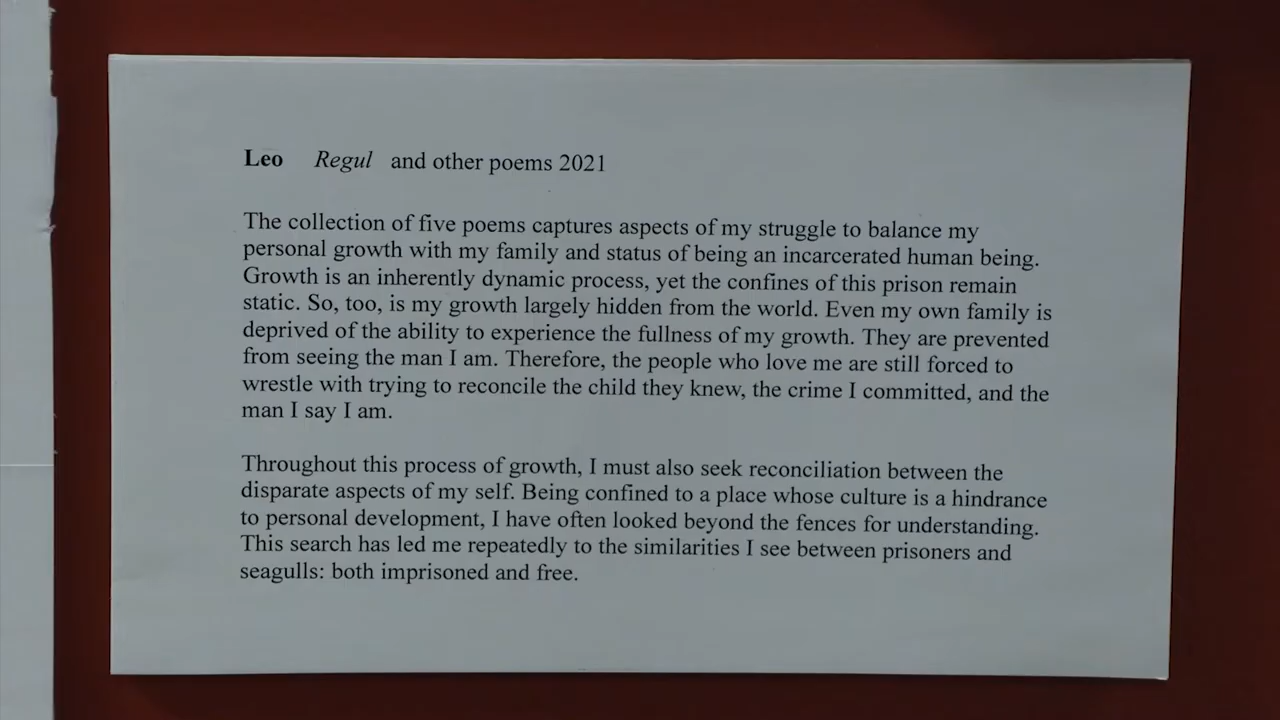 Leo Regul and other poems 2021
The collection of five poems captures aspects of my struggle to balance my
personal growth with my family and status of being an incarcerated human being.
Growth is an inherently dynamic process, yet the confines of this prison remain
static. So, too, is my growth largely hidden from the world. Even my own family is
deprived of the ability to experience the fullness of my growth. They are prevented
from seeing the man I am. Therefore, the people who love me are still forced to
wrestle with trying to reconcile the child they knew, the crime I committed, and the
man I say I am.
Throughout this process of growth, I must also seek reconciliation between the
disparate aspects of my self. Being confined to a place whose culture is a hindrance
to personal development, I have often looked beyond the fences for understanding.
This search has led me repeatedly to the similarities I see between prisoners and
seagulls: both imprisoned and free.